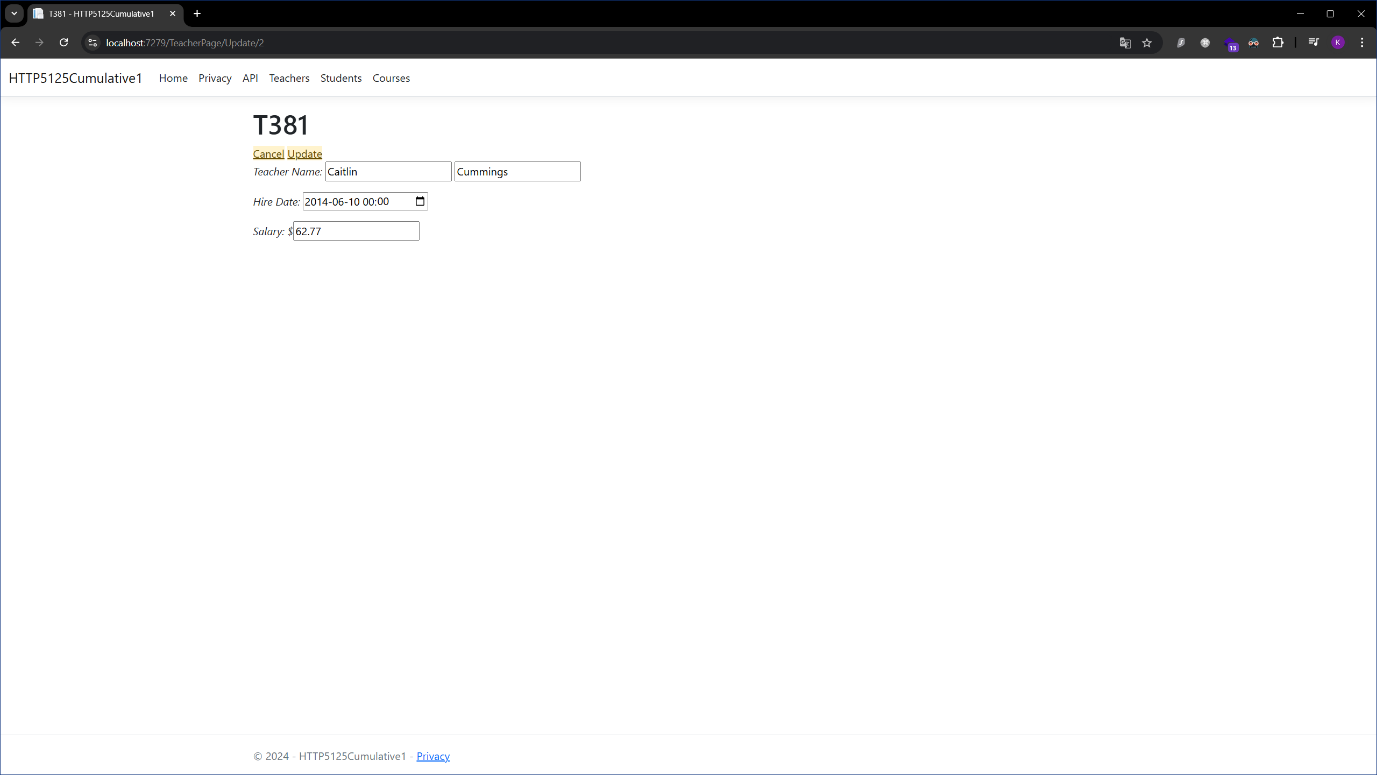 T381 - HTTP5125Cumulative1
localhost:7279/TeacherPage/Update/2
13
K
HTTP5125Cumulative1 Home Privacy API Teachers Students Courses
T381
Cancel Update
Teacher Name: Caitlin Cummings
Hire Date: 2014-06-10 00:00
Salary: $62.77
© 2024 - HTTP5125Cumulative1 - Privacy